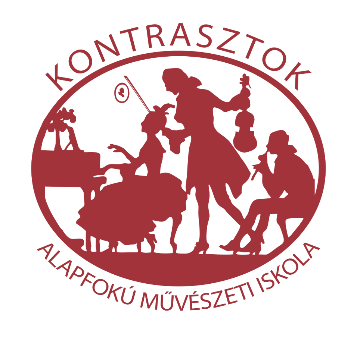 KONTRASZTOK
ALAPFOKÚ MŰVÉSZETI ISKOLA